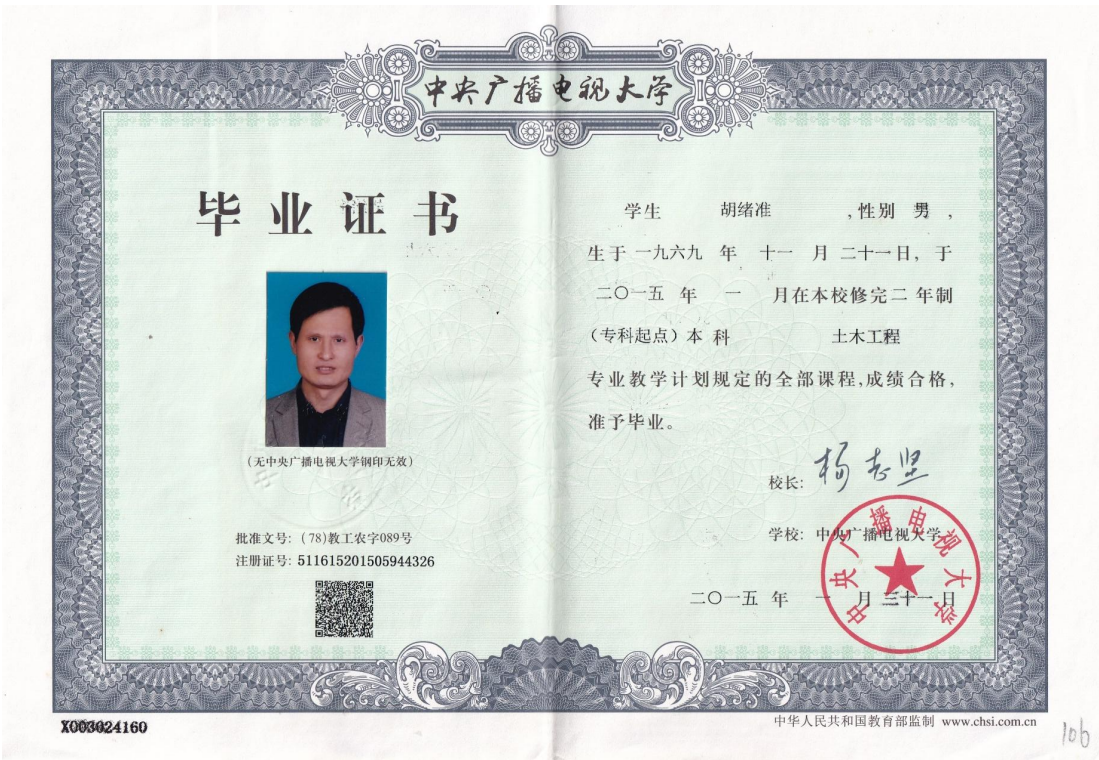 中央广播电视大学
毕业证书
(无中央广播电视大学钢印无效)
批准文号: (78)教工农字089号
注册证号: 511615201505944326
学生 胡绪准 ,性别 男 ,
生于 一九六九 年 十一 月 二十一日, 于
二〇一五 年 一 月在本校修完二 年制
(专科起点) 本科 土木工程
专业教学计划规定的全部课程,成绩合格,
准予毕业。
校长: 杨志坚
学校: 中央广播电视大学
二〇一五 年 一 月 三十一 日
中央广播电视大学
X003024160
中华人民共和国教育部监制 www.chsi.com.cn
106